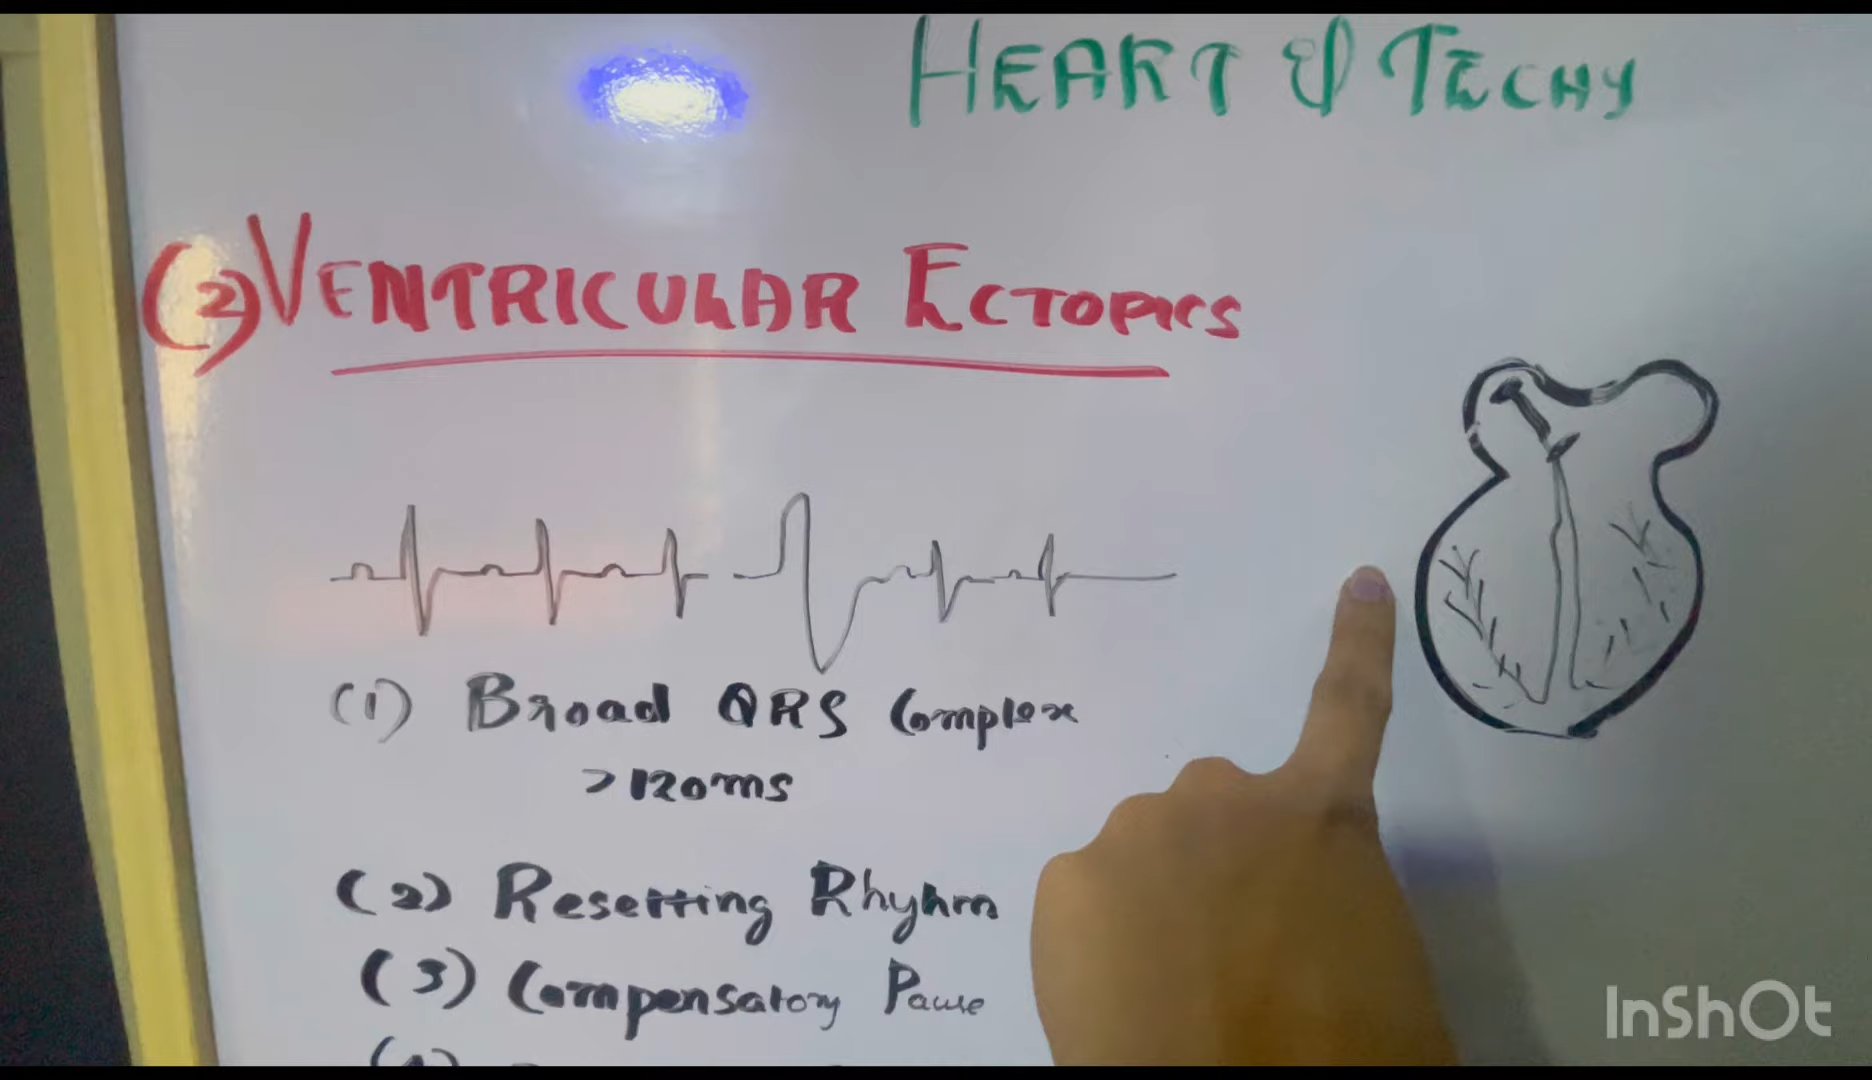 HEART & TECHY
(2) VENTRICULAR ECTOPICS
(1) Broad QRS Complex
>120ms
(2) Resetting Rhyhm
(3) Compensatory Pause
InShOt